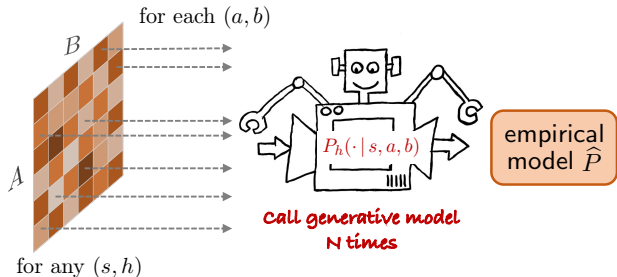 for each (a, b)
B
A
P_h(· | s, a, b)
empirical
model P̂
Call generative model
N times
for any (s, h)